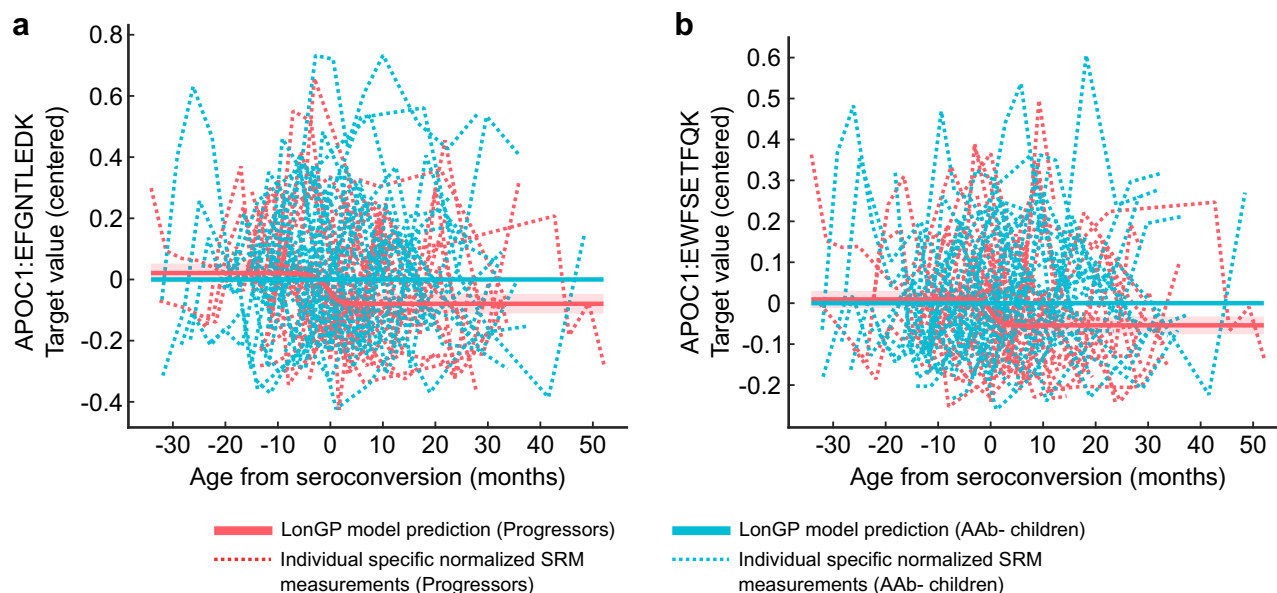 a
APOC1:EFGNTLEDK
Target value (centered)
0.8
0.6
0.4
0.2
0
-0.2
-0.4
-30 -20 -10 0 10 20 30 40 50
Age from seroconversion (months)
b
APOC1:EWFSETFQK
Target value (centered)
0.6
0.5
0.4
0.3
0.2
0.1
0
-0.1
-0.2
-30 -20 -10 0 10 20 30 40 50
Age from seroconversion (months)
LonGP model prediction (Progressors)
Individual specific normalized SRM
measurements (Progressors)
LonGP model prediction (AAb- children)
Individual specific normalized SRM
measurements (AAb- children)